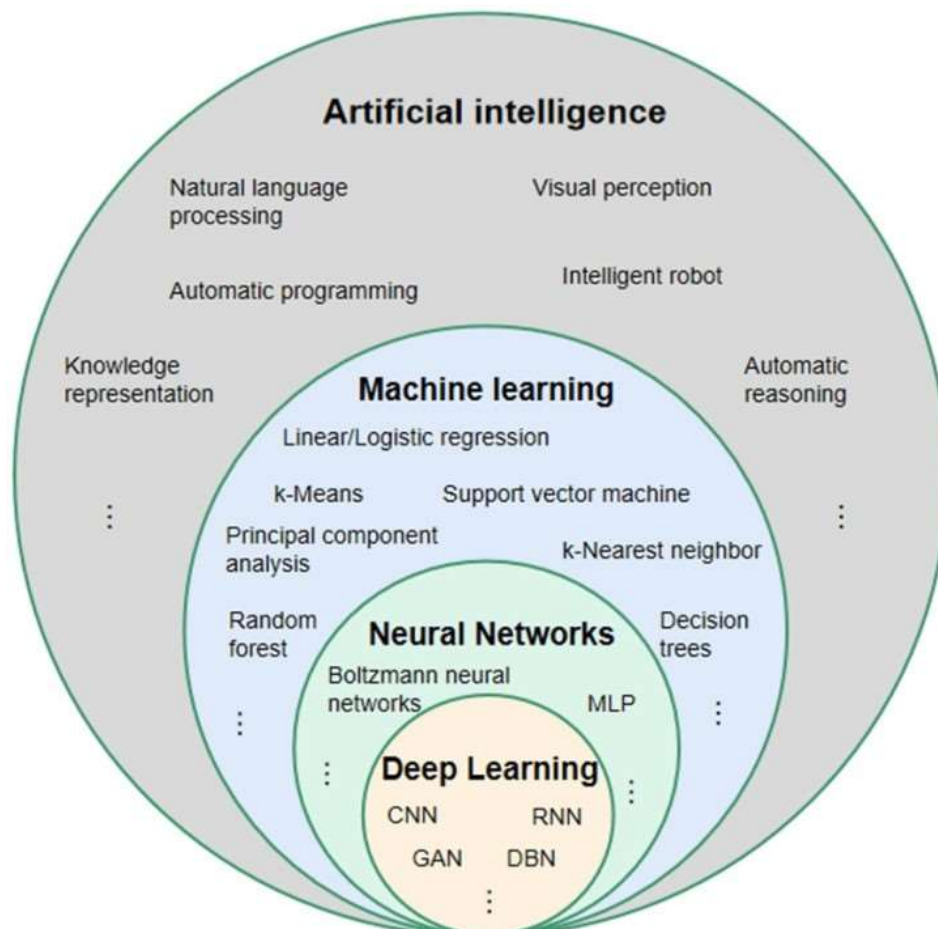 Artificial intelligence
Natural language
processing
Visual perception
Automatic programming
Intelligent robot
Knowledge
representation
Automatic
reasoning
Machine learning
Linear/Logistic regression
k-Means
Support vector machine
Principal component
analysis
k-Nearest neighbor
Random
forest
Decision
trees
Neural Networks
Boltzmann neural
networks
MLP
Deep Learning
CNN
RNN
GAN
DBN